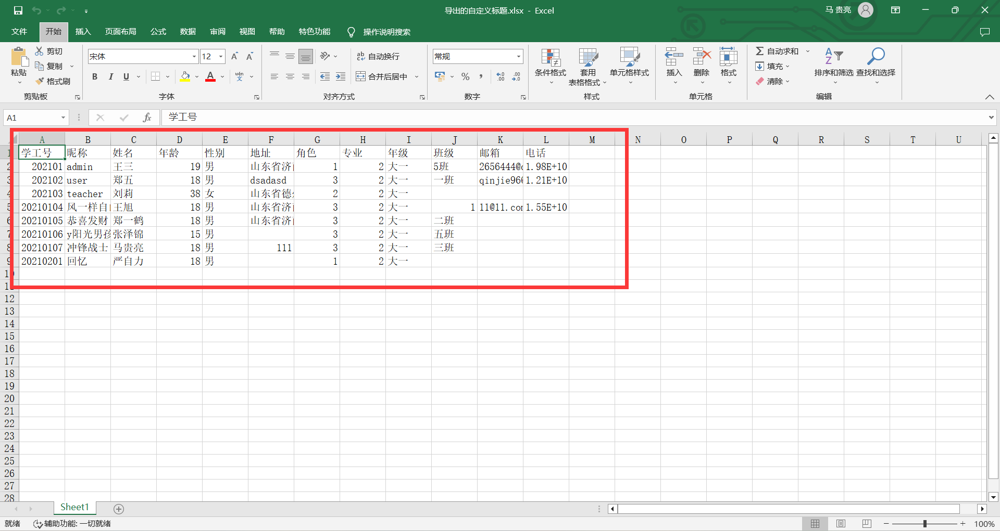 导出的自定义标题.xlsx - Excel
马 贵亮
文件 开始 插入 页面布局 公式 数据 审阅 视图 帮助 特色功能 操作说明搜索
粘贴 剪切 复制 格式刷
宋体 12
自动换行
合并后居中
常规
条件格式 套用表格格式 单元格样式
插入 删除 格式
自动求和
填充
清除
排序和筛选 查找和选择
剪贴板 字体 对齐方式 数字 样式 单元格 编辑
A1 fx 学工号
A B C D E F G H I J K L M N O P Q R S T U
1 学工号 昵称 姓名 年龄 性别 地址 角色 专业 年级 班级 邮箱 电话
2 202101 admin 王三 19 男 山东省济 1 2 大一 5班 2656444@ 1.98E+10
3 202102 user 郑五 18 男 dsadasd 3 2 大一 一班 qinjie96@ 1.21E+10
4 202103 teacher 刘莉 38 女 山东省德 2 2 大一
5 20210104 风一样自 王旭 18 男 山东省济 3 2 大一 1 11@11.com 1.55E+10
6 20210105 恭喜发财 郑一鹤 18 男 山东省济 3 2 大一 二班
7 20210106 y阳光男孩 张泽锦 15 男 3 2 大一 五班
8 20210107 冲锋战士 马贵亮 18 男 111 3 2 大一 三班
9 20210201 回忆 严自力 18 男 1 2 大一
10
11
12
13
14
15
16
17
18
19
20
21
22
23
24
25
26
27
28
Sheet1
就绪 辅助功能: 一切就绪 100%